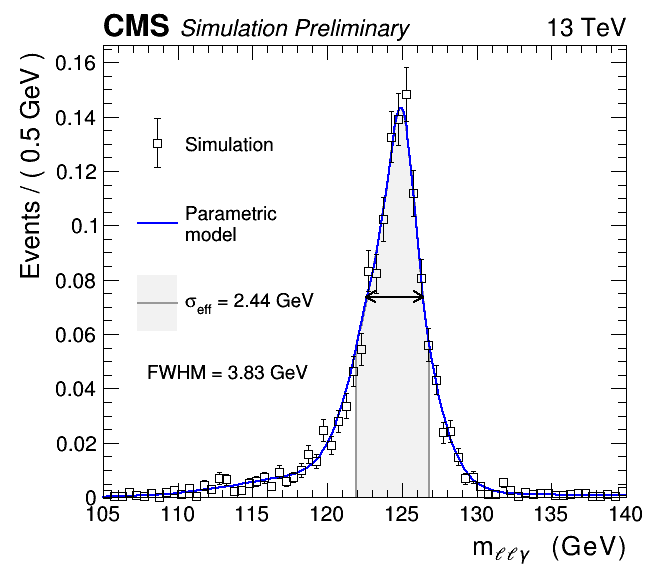 CMS Simulation Preliminary 13 TeV
Events / ( 0.5 GeV )
0.16
0.14
0.12
0.1
0.08
0.06
0.04
0.02
0
Simulation
Parametric
model
σeff = 2.44 GeV
FWHM = 3.83 GeV
105 110 115 120 125 130 135 140
mℓℓγ (GeV)